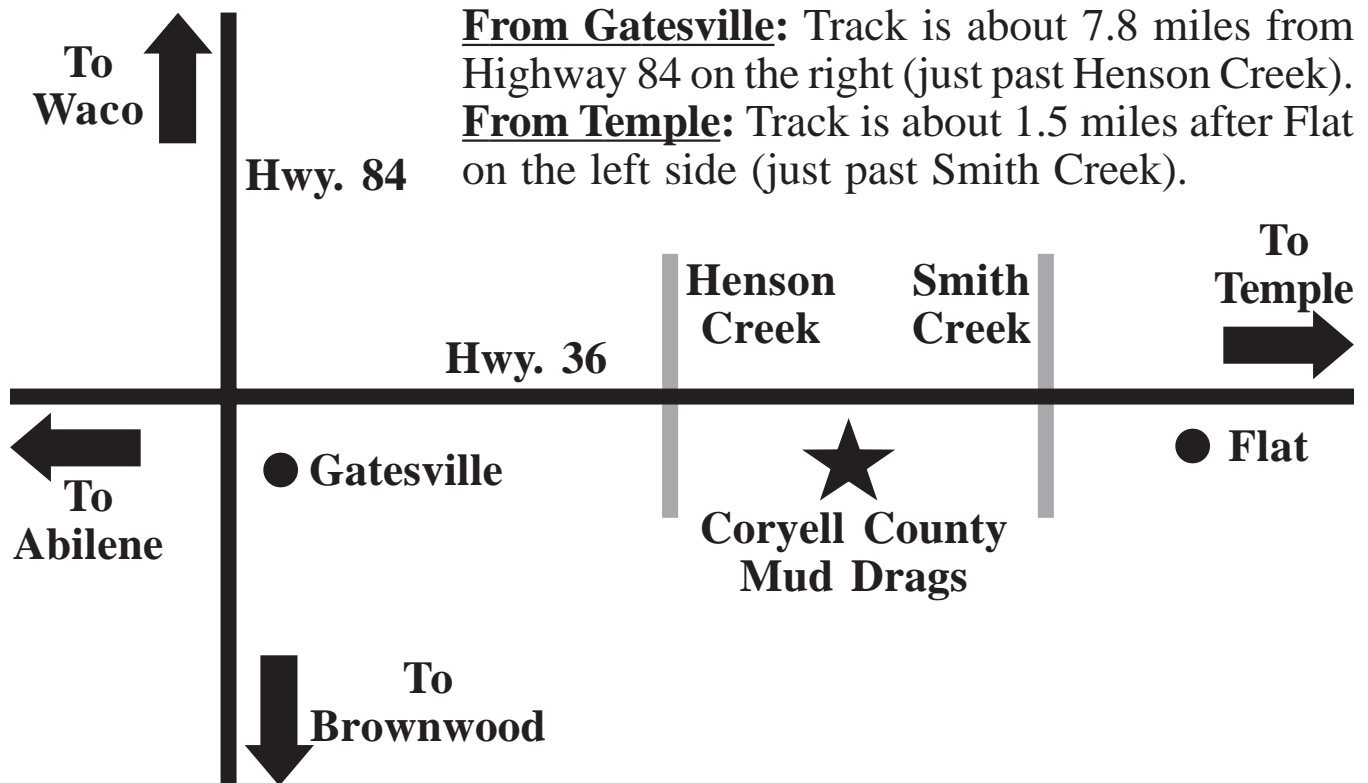 From Gatesville: Track is about 7.8 miles from
Highway 84 on the right (just past Henson Creek).
From Temple: Track is about 1.5 miles after Flat
on the left side (just past Smith Creek).
To
Waco
Hwy. 84
To
Temple
Henson
Creek
Smith
Creek
Hwy. 36
Gatesville
Flat
To
Abilene
Coryell County
Mud Drags
To
Brownwood